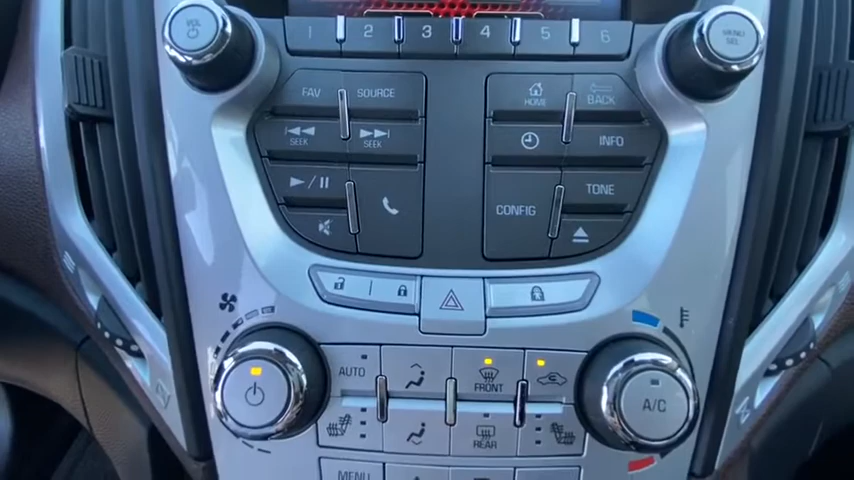 VOL
1 2 3 4 5 6
MENU SEL
FAV SOURCE HOME BACK
SEEK SEEK INFO
CONFIG TONE
AUTO FRONT
A/C
REAR
MENU